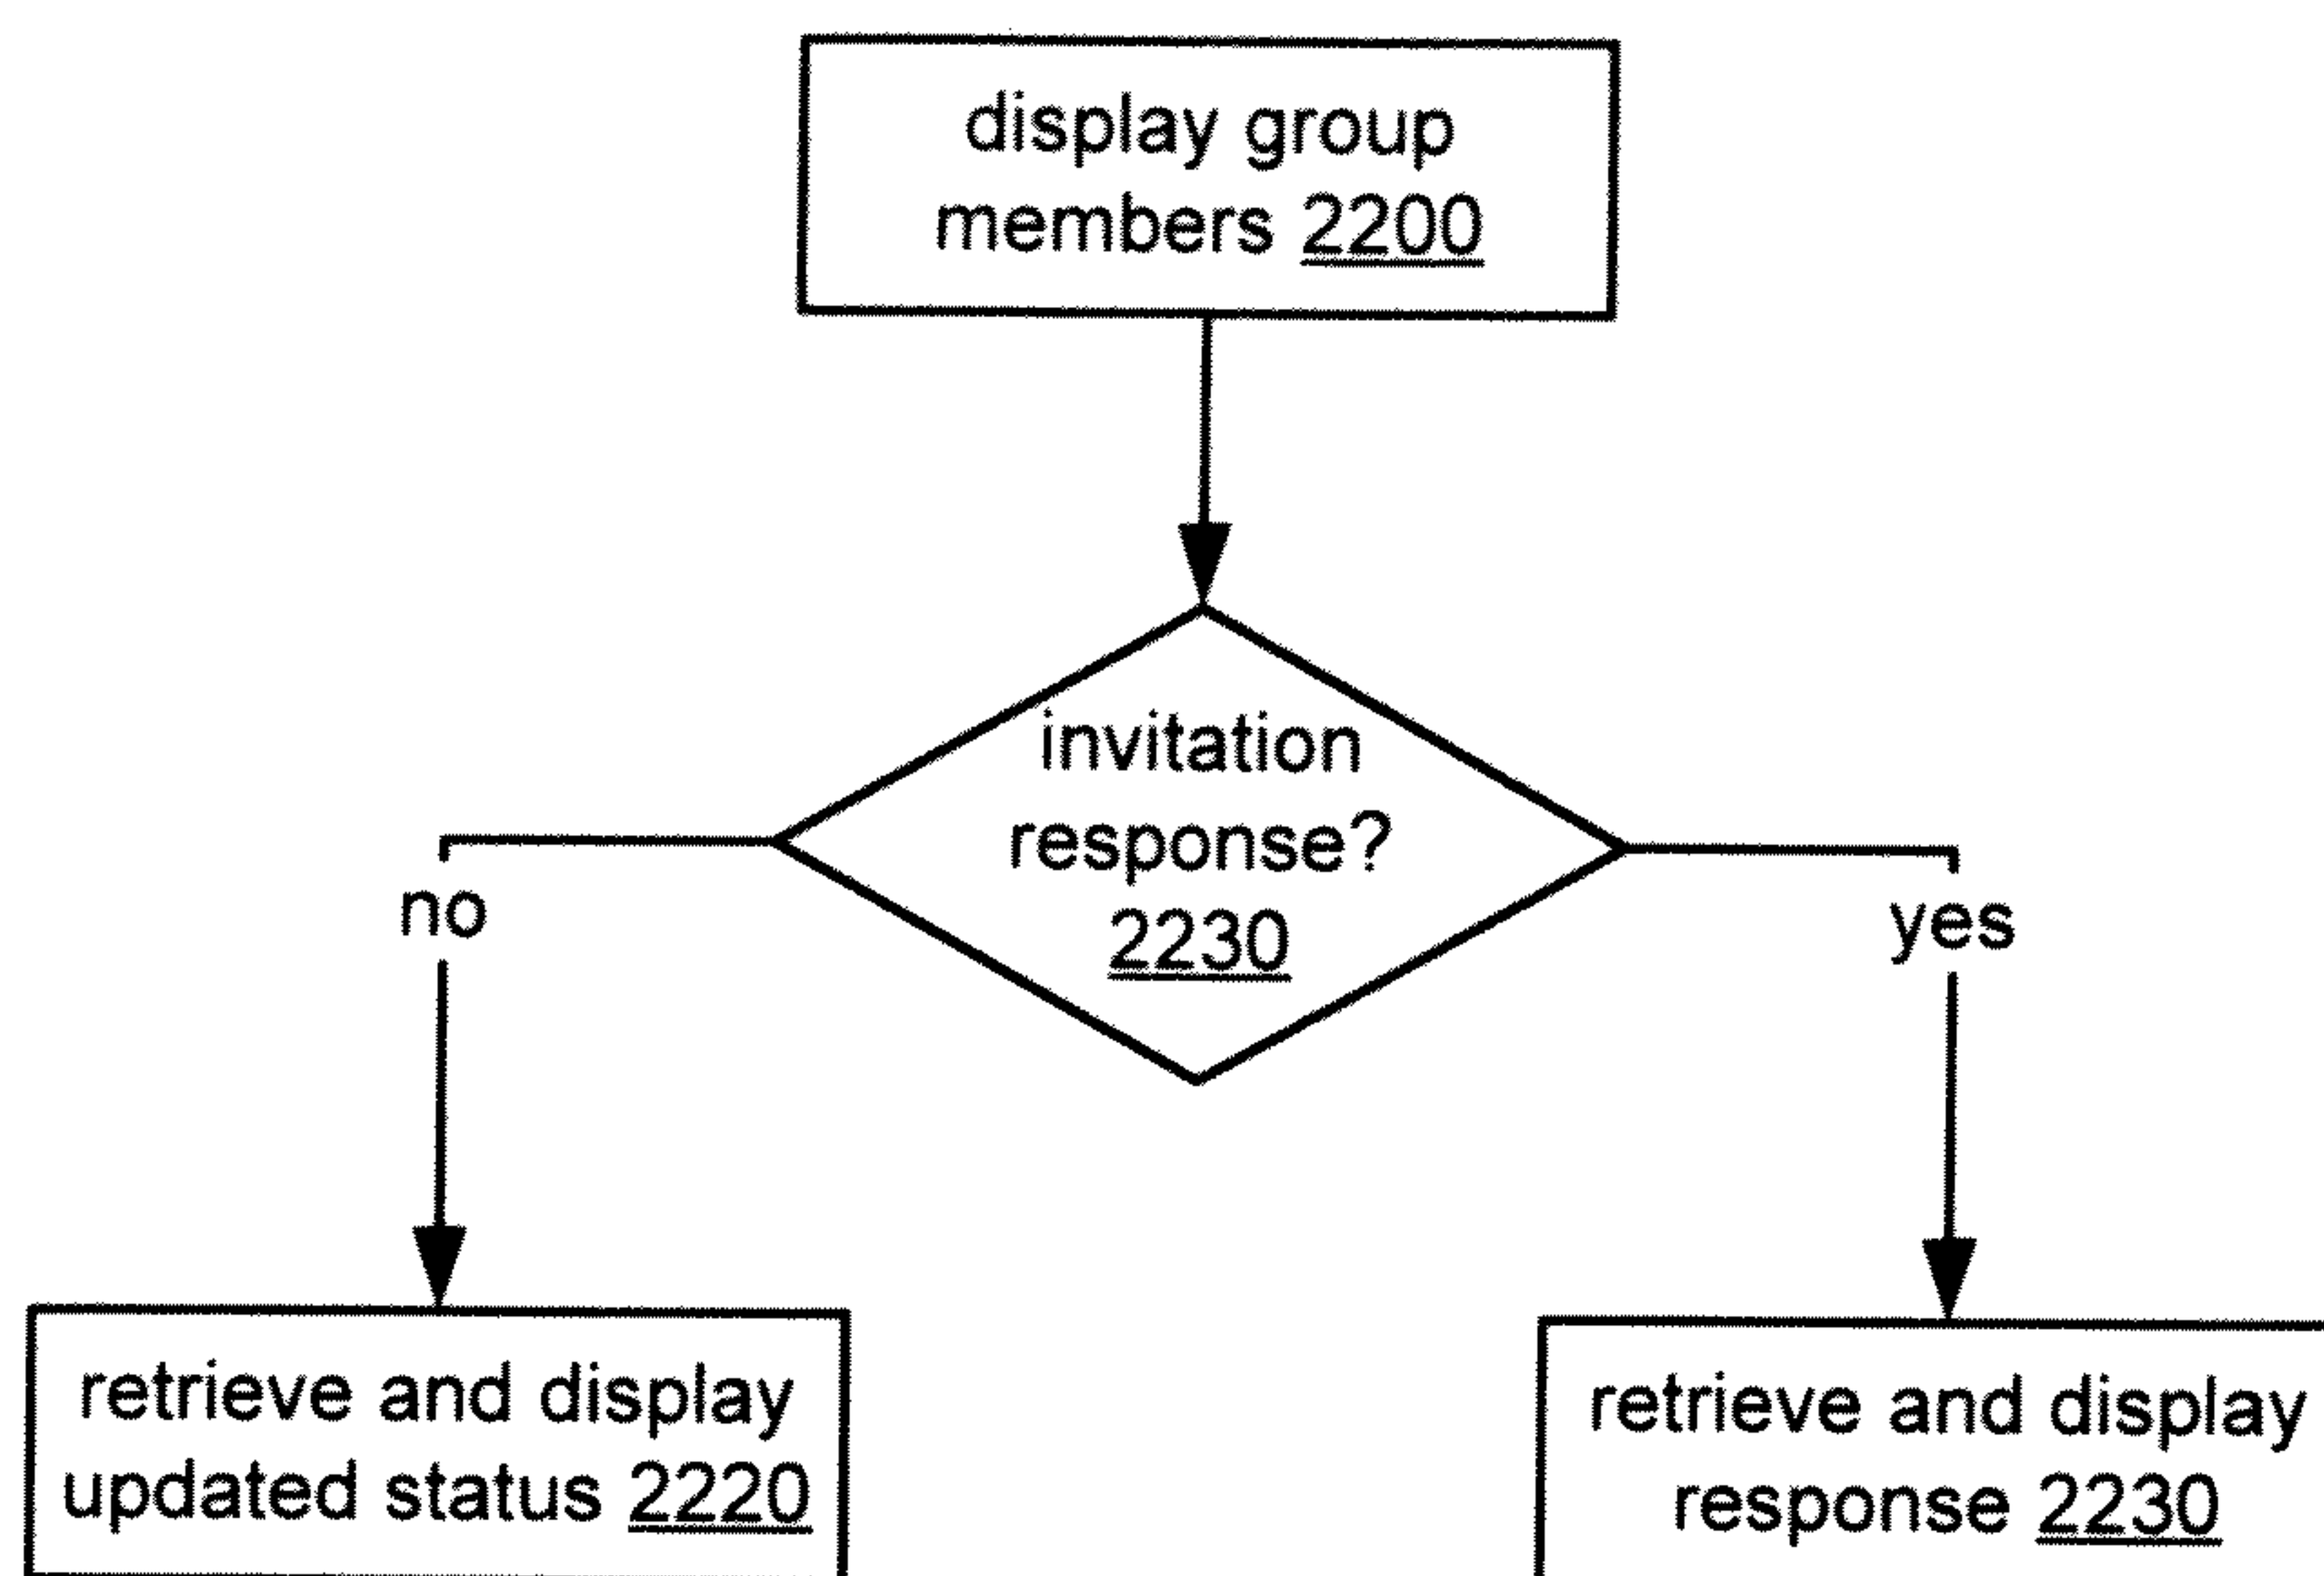 display group
members 2200
invitation
response?
2230
no
yes
retrieve and display
updated status 2220
retrieve and display
response 2230